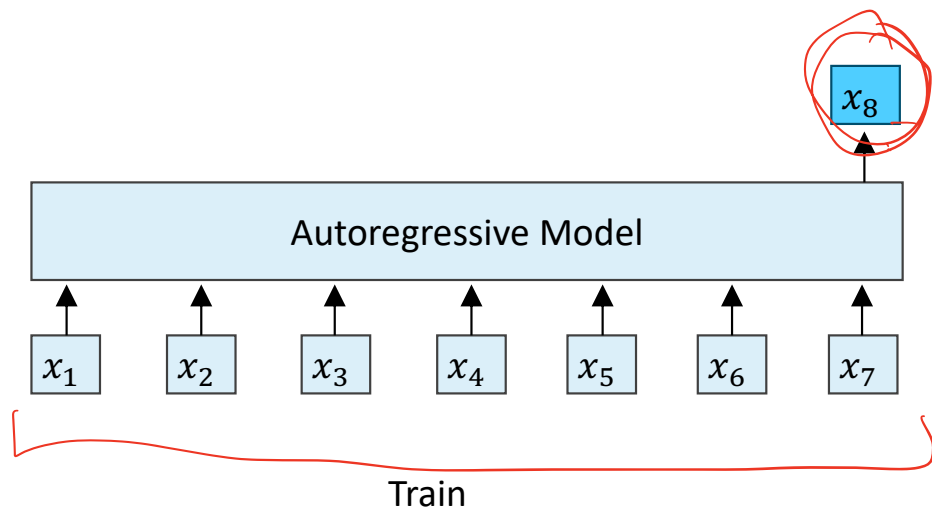 x₈
Autoregressive Model
x₁ x₂ x₃ x₄ x₅ x₆ x₇
Train